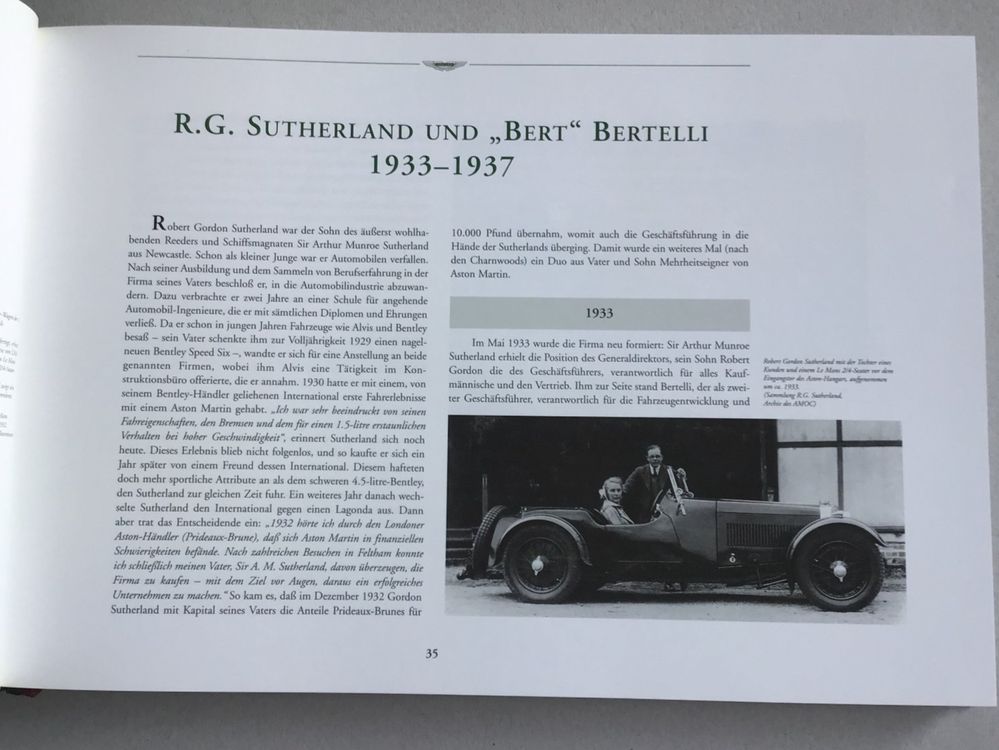 R.G. Sutherland und „Bert“ Bertelli
1933–1937
Robert Gordon Sutherland war der Sohn des äußerst wohlha-
benden Reeders und Schiffsmagnaten Sir Arthur Munroe Sutherland
aus Newcastle. Schon als kleiner Junge war er Automobilen verfallen.
Nach seiner Ausbildung und dem Sammeln von Berufserfahrung in der
Firma seines Vaters beschloß er, in die Automobilindustrie abzuwan-
dern. Dazu verbrachte er zwei Jahre an einer Schule für angehende
Automobil-Ingenieure, die er mit sämtlichen Diplomen und Ehrungen
verließ. Da er schon in jungen Jahren Fahrzeuge wie Alvis und Bentley
besaß – sein Vater schenkte ihm zur Volljährigkeit 1929 einen nagel-
neuen Bentley Speed Six –, wandte er sich für eine Anstellung an beide
genannten Firmen, wobei ihm Alvis eine Tätigkeit im Kon-
struktionsbüro offerierte, die er annahm. 1930 hatte er mit einem, von
seinem Bentley-Händler geliehenen International erste Fahrerlebnisse
mit einem Aston Martin gehabt. „Ich war sehr beeindruckt von seinen
Fahreigenschaften, den Bremsen und dem für einen 1.5-litre erstaunlichen
Verhalten bei hoher Geschwindigkeit“, erinnert Sutherland sich noch
heute. Dieses Erlebnis blieb nicht folgenlos, und so kaufte er sich ein
Jahr später von einem Freund dessen International. Diesem hafteten
doch mehr sportliche Attribute an als dem schweren 4.5-litre-Bentley,
den Sutherland zur gleichen Zeit fuhr. Ein weiteres Jahr danach wech-
selte Sutherland den International gegen einen Lagonda aus. Dann
aber trat das Entscheidende ein: „1932 hörte ich durch den Londoner
Aston-Händler (Prideaux-Brune), daß sich Aston Martin in finanziellen
Schwierigkeiten befände. Nach zahlreichen Besuchen in Feltham konnte
ich schließlich meinen Vater, Sir A. M. Sutherland, davon überzeugen, die
Firma zu kaufen – mit dem Ziel vor Augen, daraus ein erfolgreiches
Unternehmen zu machen.“ So kam es, daß im Dezember 1932 Gordon
Sutherland mit Kapital seines Vaters die Anteile Prideaux-Brunes für
10.000 Pfund übernahm, womit auch die Geschäftsführung in die
Hände der Sutherlands überging. Damit wurde ein weiteres Mal (nach
den Charnwoods) ein Duo aus Vater und Sohn Mehrheitseigner von
Aston Martin.
1933
Im Mai 1933 wurde die Firma neu formiert: Sir Arthur Munroe
Sutherland erhielt die Position des Generaldirektors, sein Sohn Robert
Gordon die des Geschäftsführers, verantwortlich für alles Kauf-
männische und den Vertrieb. Ihm zur Seite stand Bertelli, der als zwei-
ter Geschäftsführer, verantwortlich für die Fahrzeugentwicklung und
Robert Gordon Sutherland mit der Tochter eines
Kunden und einem Le Mans 2/4-Seater vor dem
Eingangstor des Aston-Hangars, aufgenommen
um ca. 1933.
(Sammlung R.G. Sutherland,
Archiv des AMOC)
35